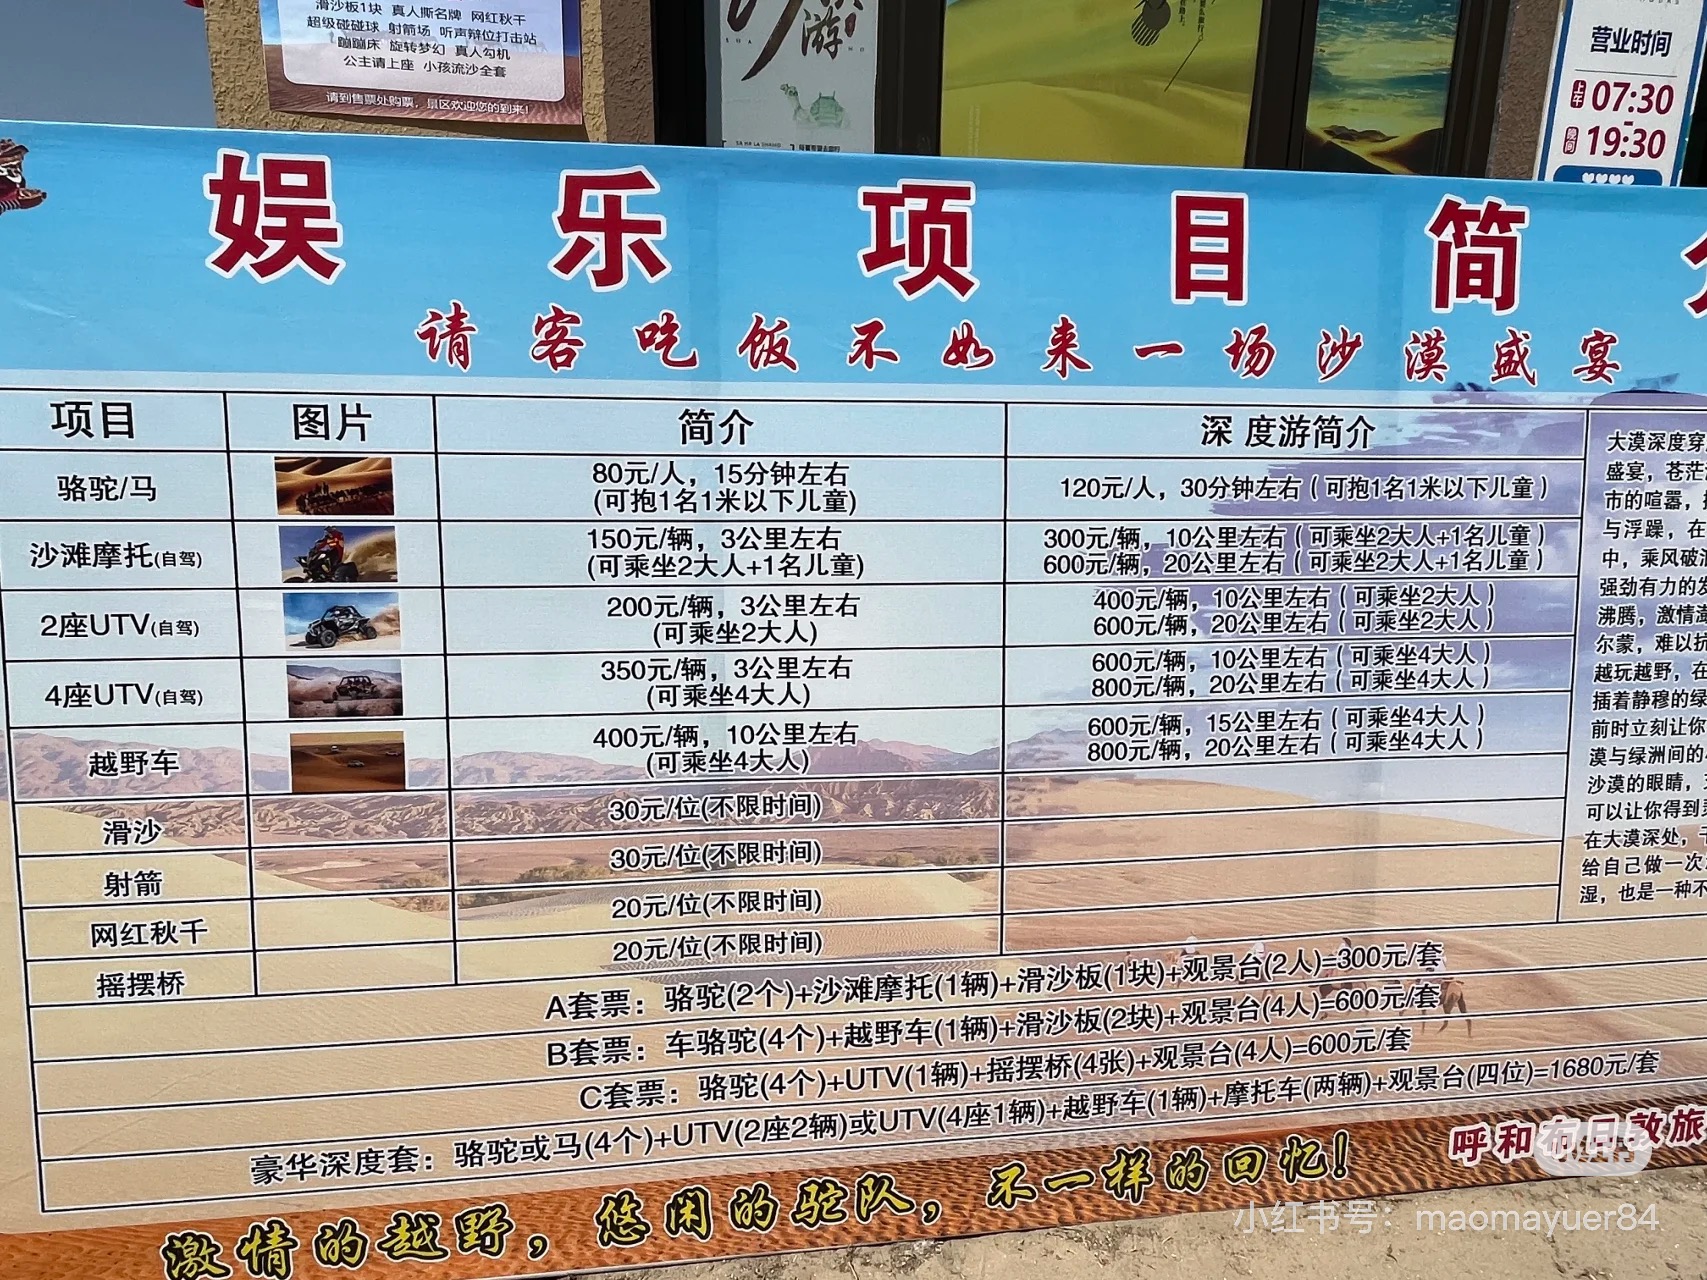 滑沙板1块 真人撕名牌 网红秋千
超级碰碰球 射箭场 听声辩位打击站
蹦蹦床 旋转梦幻 真人勾机
公主请上座 小孩流沙全套
请到售票处购票，景区欢迎您的到来！
游
营业时间
上午 07:30
-
晚间 19:30
娱乐项目简
请客吃饭不如来一场沙漠盛宴
项目 图片 简介 深 度游简介
骆驼/马 80元/人，15分钟左右 (可抱1名1米以下儿童) 120元/人，30分钟左右（可抱1名1米以下儿童）
沙滩摩托(自驾) 150元/辆，3公里左右 (可乘坐2大人+1名儿童) 300元/辆，10公里左右（可乘坐2大人+1名儿童）
600元/辆，20公里左右（可乘坐2大人+1名儿童）
2座UTV(自驾) 200元/辆，3公里左右 (可乘坐2大人) 400元/辆，10公里左右（可乘坐2大人）
600元/辆，20公里左右（可乘坐2大人）
4座UTV(自驾) 350元/辆，3公里左右 (可乘坐4大人) 600元/辆，10公里左右（可乘坐4大人）
800元/辆，20公里左右（可乘坐4大人）
越野车 400元/辆，10公里左右 (可乘坐4大人) 600元/辆，15公里左右（可乘坐4大人）
800元/辆，20公里左右（可乘坐4大人）
滑沙 30元/位(不限时间)
射箭 30元/位(不限时间)
网红秋千 20元/位(不限时间)
摇摆桥 20元/位(不限时间)
大漠深度穿
盛宴，苍茫
市的喧嚣，
与浮躁，在
中，乘风破
强劲有力的
沸腾，激情
尔蒙，难以
越玩越野，在
插着静穆的绿
前时立刻让你
漠与绿洲间的
沙漠的眼睛，
可以让你得到
在大漠深处，
给自己做一次
湿，也是一种不
A套票：骆驼(2个)+沙滩摩托(1辆)+滑沙板(1块)+观景台(2人)=300元/套
B套票：车骆驼(4个)+越野车(1辆)+滑沙板(2块)+观景台(4人)=600元/套
C套票：骆驼(4个)+UTV(1辆)+摇摆桥(4张)+观景台(4人)=600元/套
豪华深度套：骆驼或马(4个)+UTV(2座2辆)或UTV(4座1辆)+越野车(1辆)+摩托车(两辆)+观景台(四位)=1680元/套
激情的越野，悠闲的驼队，不一样的回忆！
呼和布日敦旅
小红书号：maomayuer84